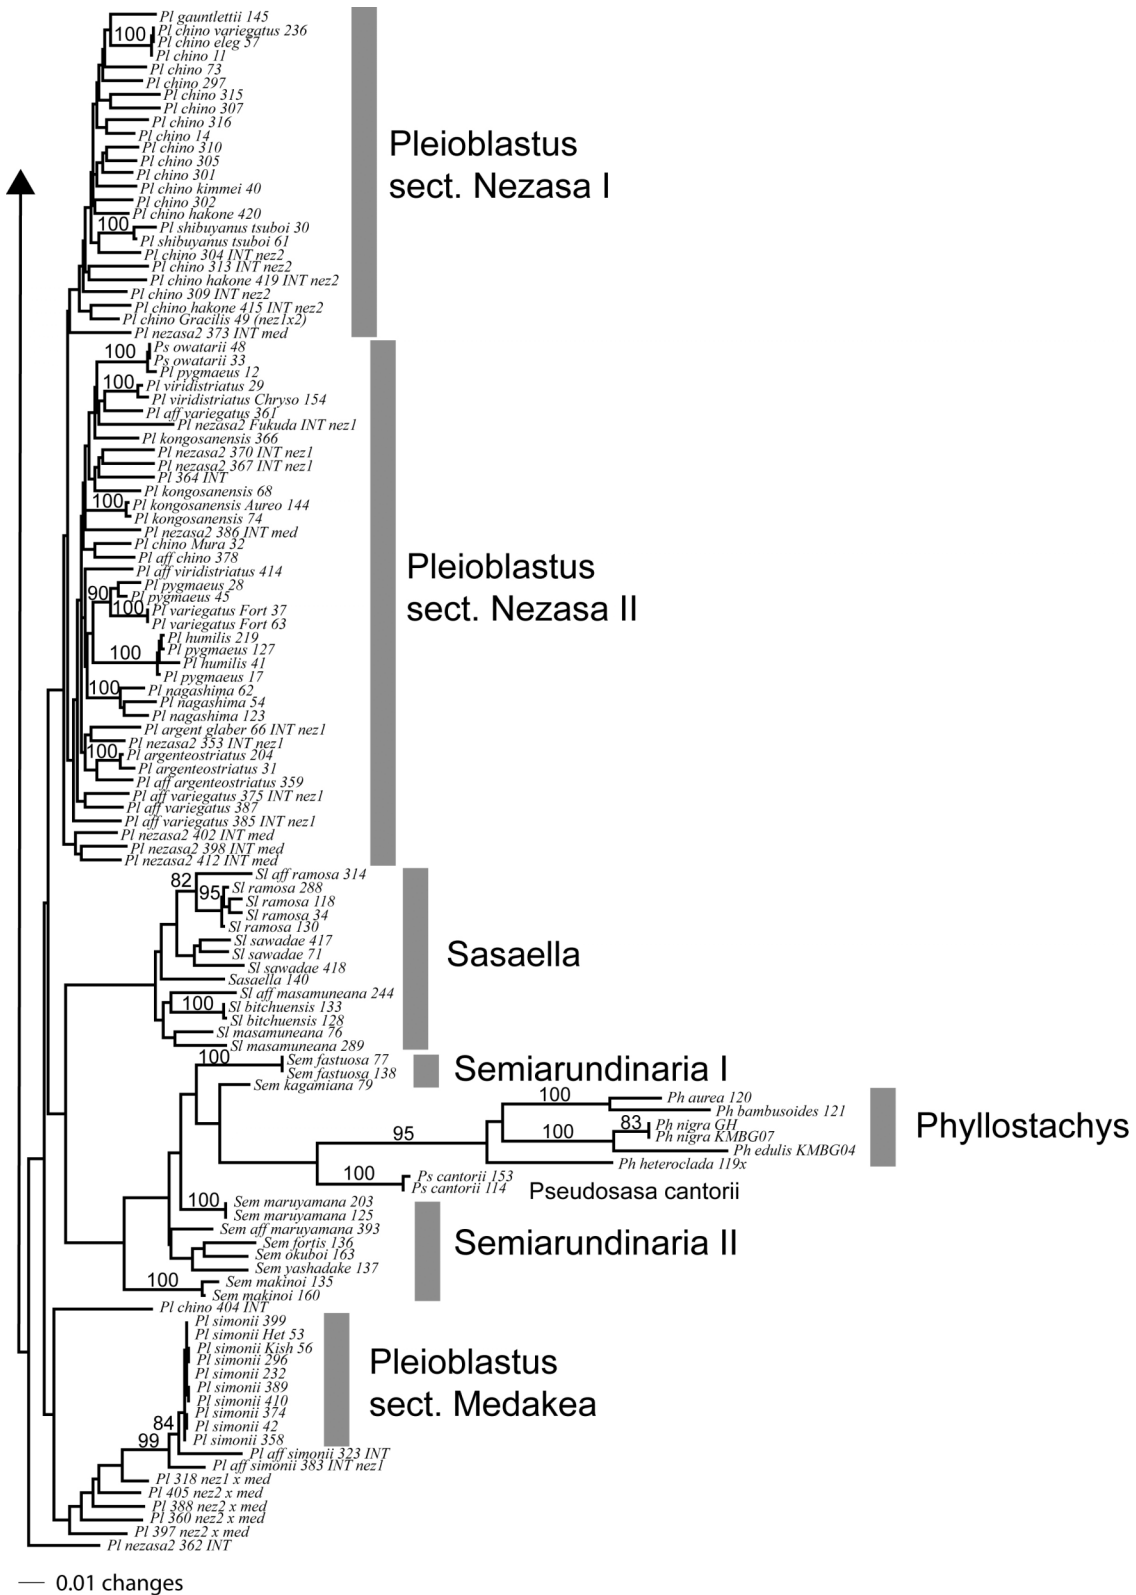 Pl gauntlettii 145
100
Pl chino variegatus 236
Pl chino eleg 57
Pl chino 11
Pl chino 73
Pl chino 297
Pl chino 315
Pl chino 307
Pl chino 316
Pl chino 14
Pl chino 310
Pl chino 305
Pl chino 301
Pl chino kimmei 40
Pl chino 302
Pl chino hakone 420
100
Pl shibuyanus tsuboi 30
Pl shibuyanus tsuboi 61
Pl chino 304 INT nez2
Pl chino 313 INT nez2
Pl chino hakone 419 INT nez2
Pl chino 309 INT nez2
Pl chino hakone 415 INT nez2
Pl chino Gracilis 49 (nez1x2)
Pl nezasa2 373 INT med
Pleioblastus
sect. Nezasa I
100
Ps owatarii 48
Ps owatarii 33
Pl pygmaeus 12
100
Pl viridistriatus 29
Pl viridistriatus Chryso 154
Pl aff variegatus 361
Pl nezasa2 Fukuda INT nez1
Pl kongosanensis 366
Pl nezasa2 370 INT nez1
Pl nezasa2 367 INT nez1
Pl 364 INT
Pl kongosanensis 68
100
Pl kongosanensis Aureo 144
Pl kongosanensis 74
Pl nezasa2 386 INT med
Pl chino Mura 32
Pl aff chino 378
Pl aff viridistriatus 414
90
Pl pygmaeus 28
Pl pygmaeus 45
100
Pl variegatus Fort 37
Pl variegatus Fort 63
100
Pl humilis 219
Pl pygmaeus 127
Pl humilis 41
Pl pygmaeus 17
100
Pl nagashima 62
Pl nagashima 54
Pl nagashima 123
Pl argent glaber 66 INT nez1
Pl nezasa2 353 INT nez1
100
Pl argenteostriatus 204
Pl argenteostriatus 31
Pl aff argenteostriatus 359
Pl aff variegatus 375 INT nez1
Pl aff variegatus 387
Pl aff variegatus 385 INT nez1
Pl nezasa2 402 INT med
Pl nezasa2 398 INT med
Pl nezasa2 412 INT med
Pleioblastus
sect. Nezasa II
82
Sl aff ramosa 314
95
Sl ramosa 288
Sl ramosa 118
Sl ramosa 34
Sl ramosa 130
Sl sawadae 417
Sl sawadae 71
Sl sawadae 418
Sasaella 140
Sl aff masamuneana 244
100
Sl bitchuensis 133
Sl bitchuensis 128
Sl masamuneana 76
Sl masamuneana 289
Sasaella
100
Sem fastuosa 77
Sem fastuosa 138
Sem kagamiana 79
Semiarundinaria I
100
Ph aurea 120
Ph bambusoides 121
83
Ph nigra GH
Ph nigra KMBG07
95
100
Ph edulis KMBG04
Ph heteroclada 119x
Phyllostachys
100
Ps cantorii 153
Ps cantorii 114
Pseudosasa cantorii
100
Sem maruyamana 203
Sem maruyamana 125
Sem aff maruyamana 393
Sem fortis 136
Sem okuboi 163
Sem yashadake 137
100
Sem makinoi 135
Sem makinoi 160
Semiarundinaria II
Pl chino 404 INT
Pl simonii 399
Pl simonii Het 53
Pl simonii Kish 56
Pl simonii 296
Pl simonii 232
Pl simonii 389
Pl simonii 410
Pl simonii 374
84
Pl simonii 42
Pl simonii 358
99
Pl aff simonii 323 INT
Pl aff simonii 383 INT nez1
Pleioblastus
sect. Medakea
Pl 318 nez1 x med
Pl 405 nez2 x med
Pl 388 nez2 x med
Pl 360 nez2 x med
Pl 397 nez2 x med
Pl nezasa2 362 INT
0.01 changes